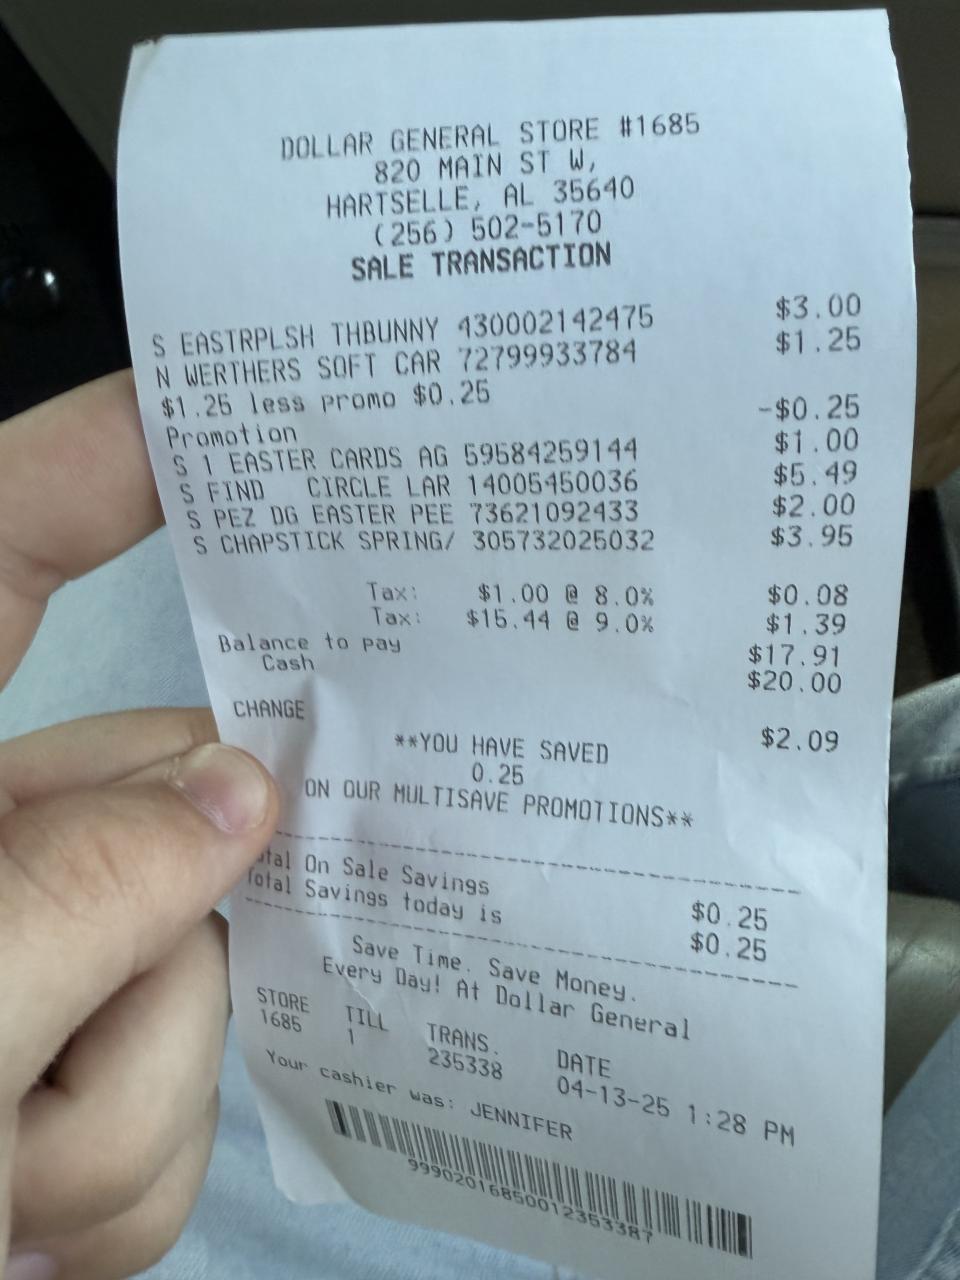 DOLLAR GENERAL STORE #1685
820 MAIN ST W,
HARTSELLE, AL 35640
(256) 502-5170
SALE TRANSACTION
S EASTRPLSH THBUNNY 430002142475 $3.00
N WERTHERS SOFT CAR 72799933784 $1.25
$1.25 less promo $0.25
Promotion -$0.25
S 1 EASTER CARDS AG 59584259144 $1.00
S FIND CIRCLE LAR 14005450036 $5.49
S PEZ DG EASTER PEE 73621092433 $2.00
S CHAPSTICK SPRING/ 305732025032 $3.95
Tax: $1.00 @ 8.0% $0.08
Tax: $15.44 @ 9.0% $1.39
Balance to pay $17.91
Cash $20.00
CHANGE $2.09
**YOU HAVE SAVED
0.25
ON OUR MULTISAVE PROMOTIONS**
On Sale Savings $0.25
Total Savings today is $0.25
Save Time. Save Money.
Every Day! At Dollar General
STORE TILL TRANS. DATE
1685 1 235338 04-13-25 1:28 PM
Your cashier was: JENNIFER
99902016850012353387